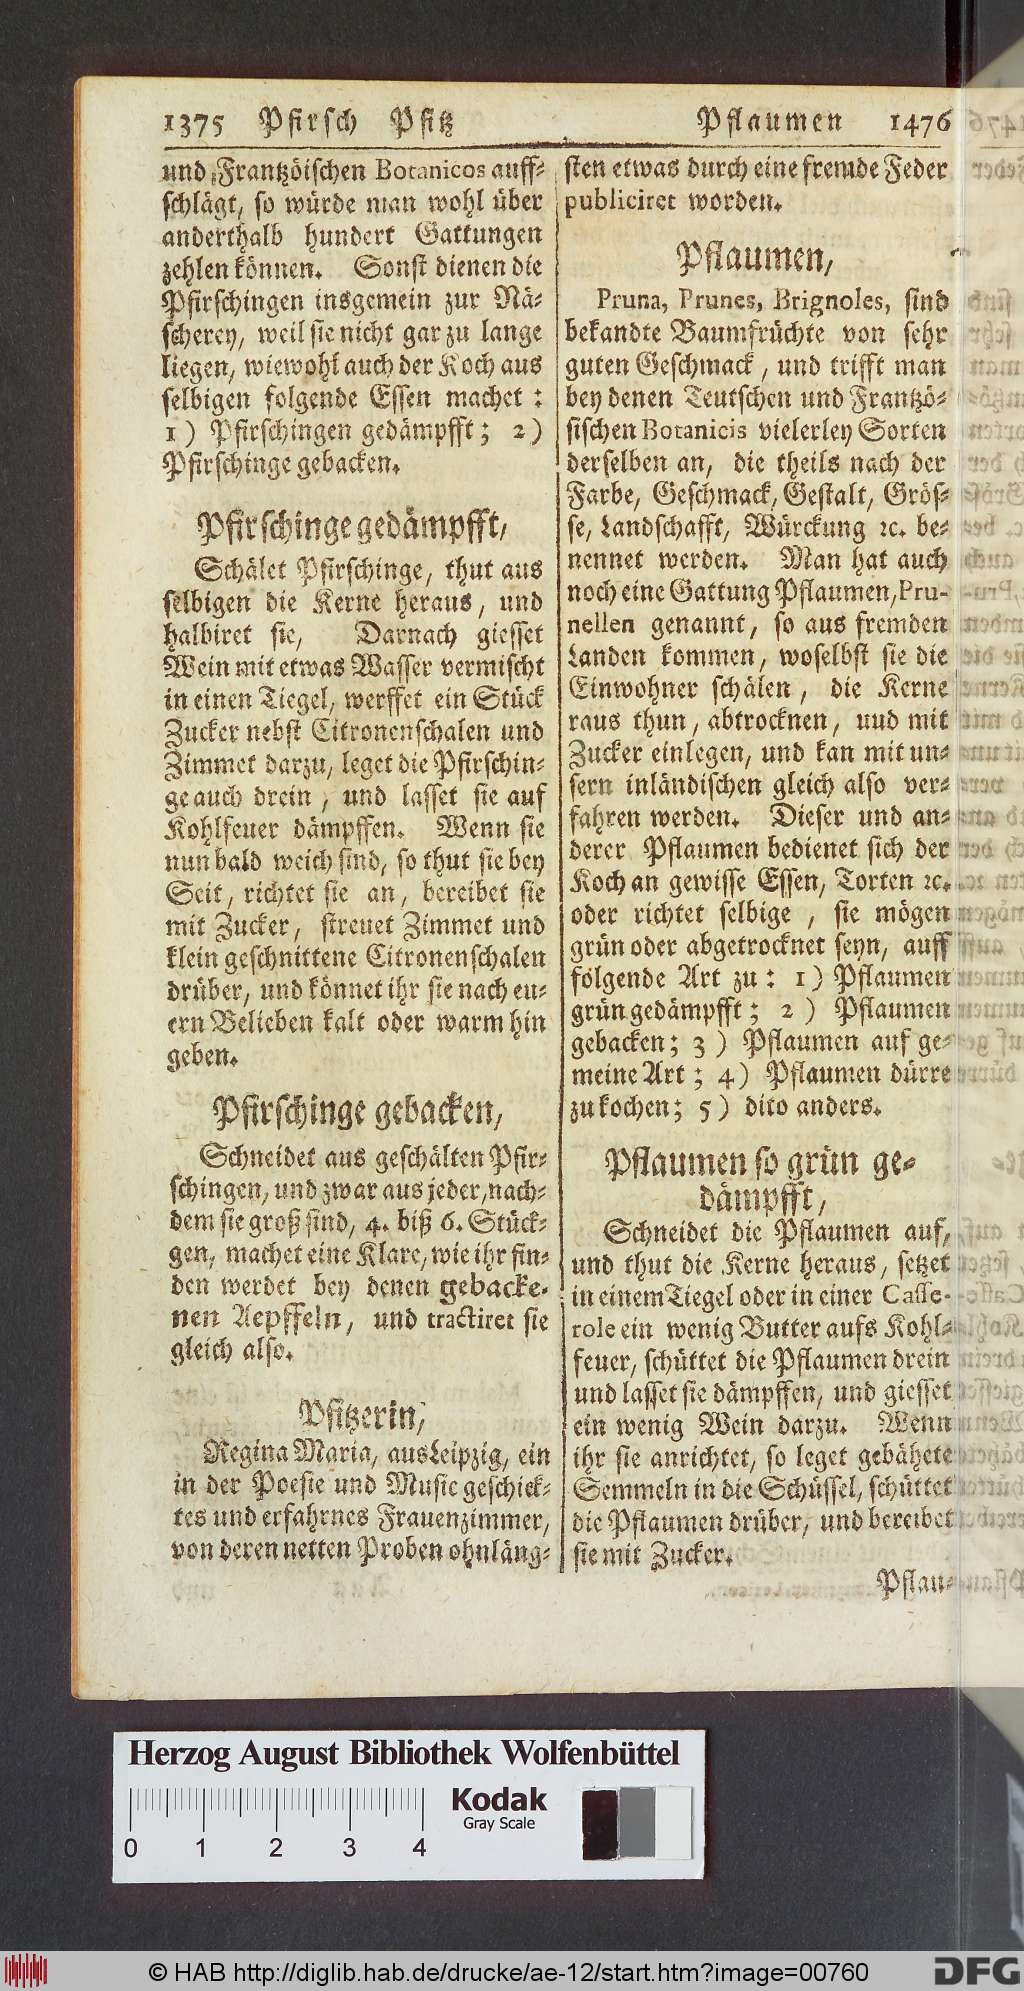 1375 Pfirsch Pfitz
Pflaumen 1476
und Frantzöischen Botanicos auff-
schlägt, so würde man wohl über
anderthalb hundert Gattungen
zehlen können. Sonst dienen die
Pfirschingen insgemein zur Nä-
scherey, weil sie nicht gar zu lange
liegen, wiewohl auch der Koch aus
selbigen folgende Essen machet:
1) Pfirschingen gedämpfft; 2)
Pfirschinge gebacken.
Pfirschinge gedämpfft,
Schälet Pfirschinge, thut aus
selbigen die Kerne heraus, und
halbiret sie, Darnach giesset
Wein mit etwas Wasser vermischt
in einen Tiegel, werffet ein Stück
Zucker nebst Citronenschalen und
Zimmet darzu, leget die Pfirschin-
ge auch drein, und lasset sie auf
Kohlfeuer dämpffen. Wenn sie
nun bald weich sind, so thut sie bey
Seit, richtet sie an, bereibet sie
mit Zucker, streuet Zimmet und
klein geschnittene Citronenschalen
drüber, und könnet ihr sie nach eu-
ern Belieben kalt oder warm hin
geben.
Pfirschinge gebacken,
Schneidet aus geschälten Pfir-
schingen, und zwar aus jeder, nach-
dem sie groß sind, 4. biß 6. Stück-
gen, machet eine Klare, wie ihr fin-
den werdet bey denen gebacke-
nen Aepffeln, und tractiret sie
gleich also.
Pfitzerin,
Regina Maria, aus Leipzig, ein
in der Poesie und Music geschick-
tes und erfahrnes Frauenzimmer,
von deren netten Proben ohnläng-
sten etwas durch eine fremde Feder
publiciret worden.
Pflaumen,
Pruna, Prunes, Brignoles, sind
bekandte Baumfrüchte von sehr
guten Geschmack, und trifft man
bey denen Teutschen und Frantzö-
sischen Botanicis vielerley Sorten
derselben an, die theils nach der
Farbe, Geschmack, Gestalt, Grös-
se, Landschafft, Würckung ꝛc. be-
nennet werden. Man hat auch
noch eine Gattung Pflaumen, Pru-
nellen genannt, so aus fremden
Landen kommen, woselbst sie die
Einwohner schälen, die Kerne
raus thun, abtrocknen, uud mit
Zucker einlegen, und kan mit un-
sern inländischen gleich also ver-
fahren werden. Dieser und an-
derer Pflaumen bedienet sich der
Koch an gewisse Essen, Torten ꝛc.
oder richtet selbige, sie mögen
grün oder abgetrocknet seyn, auff
folgende Art zu: 1) Pflaumen
grün gedämpfft; 2) Pflaumen
gebacken; 3) Pflaumen auf ge-
meine Art; 4) Pflaumen dürre
zu kochen; 5) dito anders.
Pflaumen so grün ge-
dämpfft,
Schneidet die Pflaumen auf,
und thut die Kerne heraus, setzet
in einem Tiegel oder in einer Casse-
role ein wenig Butter aufs Kohl-
feuer, schüttet die Pflaumen drein
und lasset sie dämpffen, und giesset
ein wenig Wein darzu. Wenn
ihr sie anrichtet, so leget gebähete
Semmeln in die Schüssel, schüttet
die Pflaumen drüber, und bereibet
sie mit Zucker.
Pflau-
Herzog August Bibliothek Wolfenbüttel
Kodak
Gray Scale
0 1 2 3 4
© HAB http://diglib.hab.de/drucke/ae-12/start.htm?image=00760
DFG